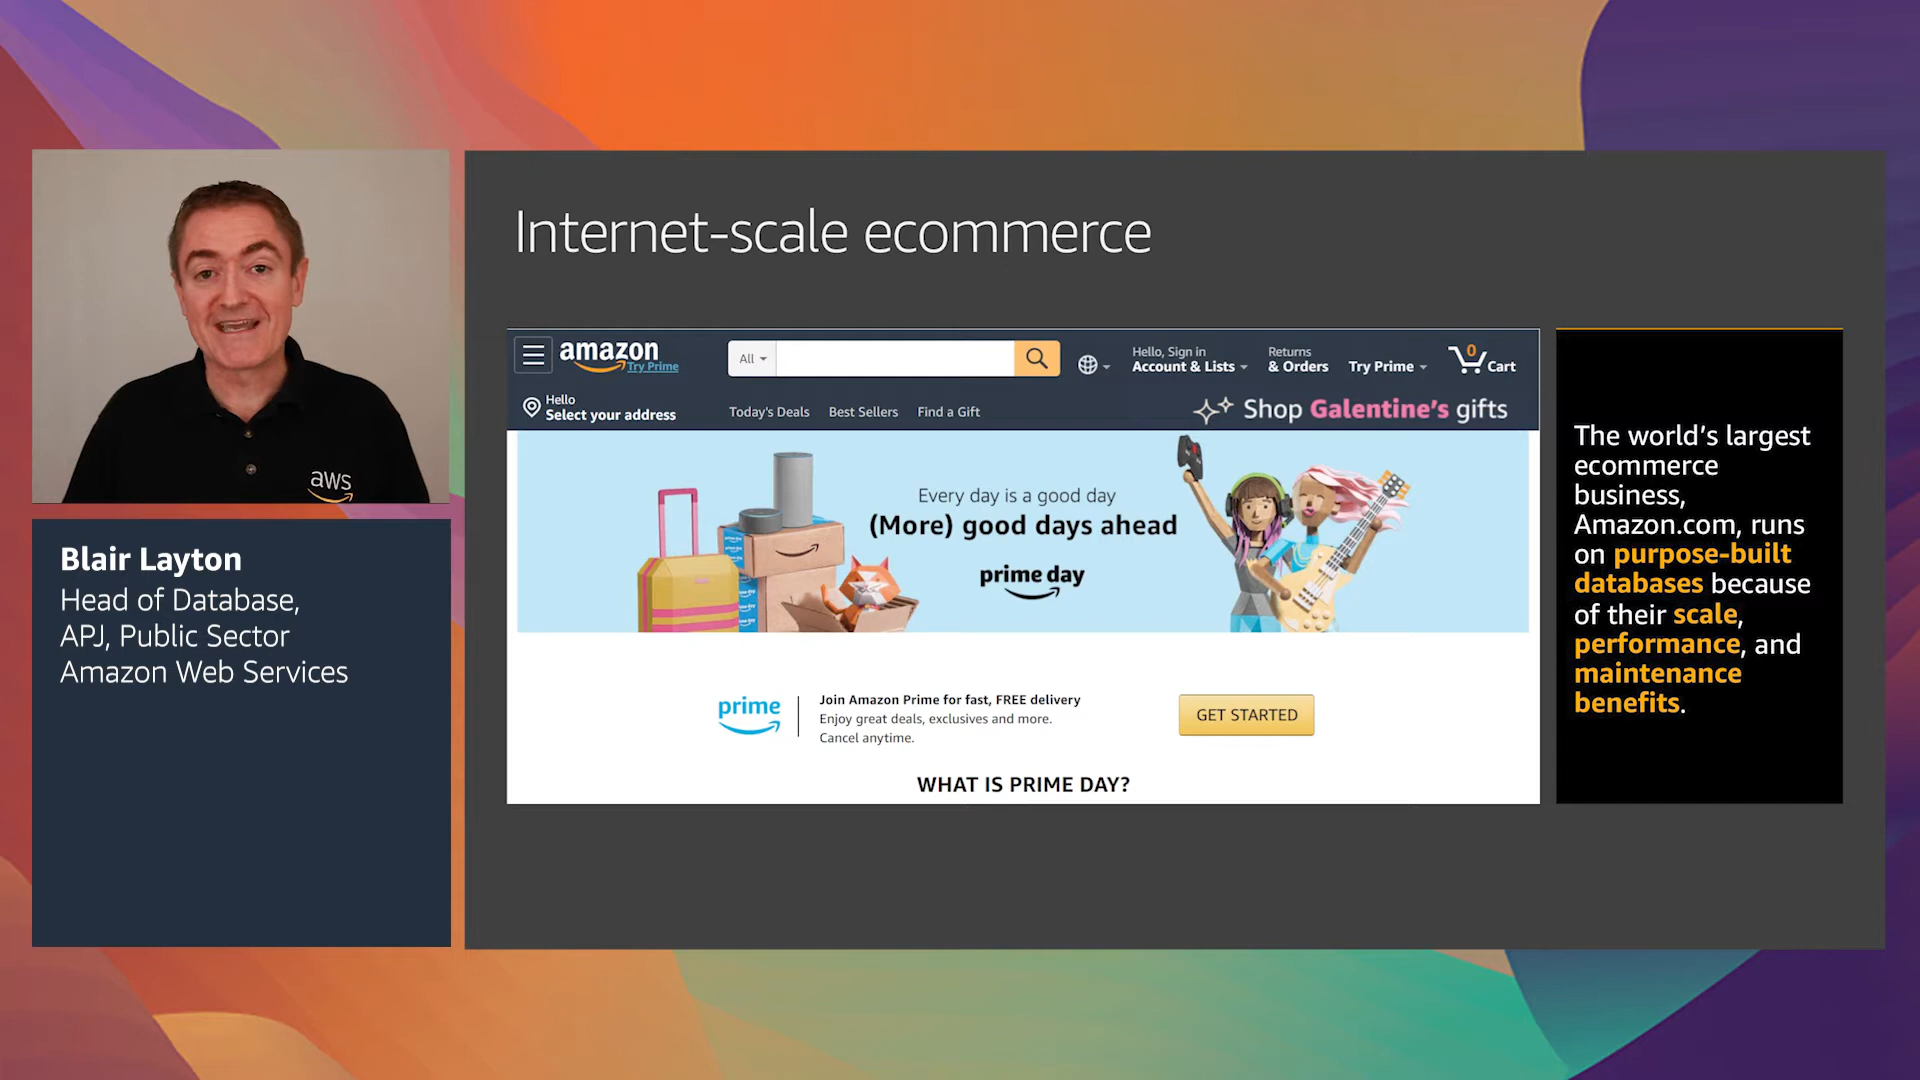 aws
Blair Layton
Head of Database,
APJ, Public Sector
Amazon Web Services
Internet-scale ecommerce
amazon
Try Prime
All
Hello, Sign in
Account & Lists
Returns
& Orders
Try Prime
0
Cart
Hello
Select your address
Today's Deals
Best Sellers
Find a Gift
Shop Galentine's gifts
Every day is a good day
(More) good days ahead
prime day
prime
Join Amazon Prime for fast, FREE delivery
Enjoy great deals, exclusives and more.
Cancel anytime.
GET STARTED
WHAT IS PRIME DAY?
The world's largest
ecommerce
business,
Amazon.com, runs
on purpose-built
databases because
of their scale,
performance, and
maintenance
benefits.